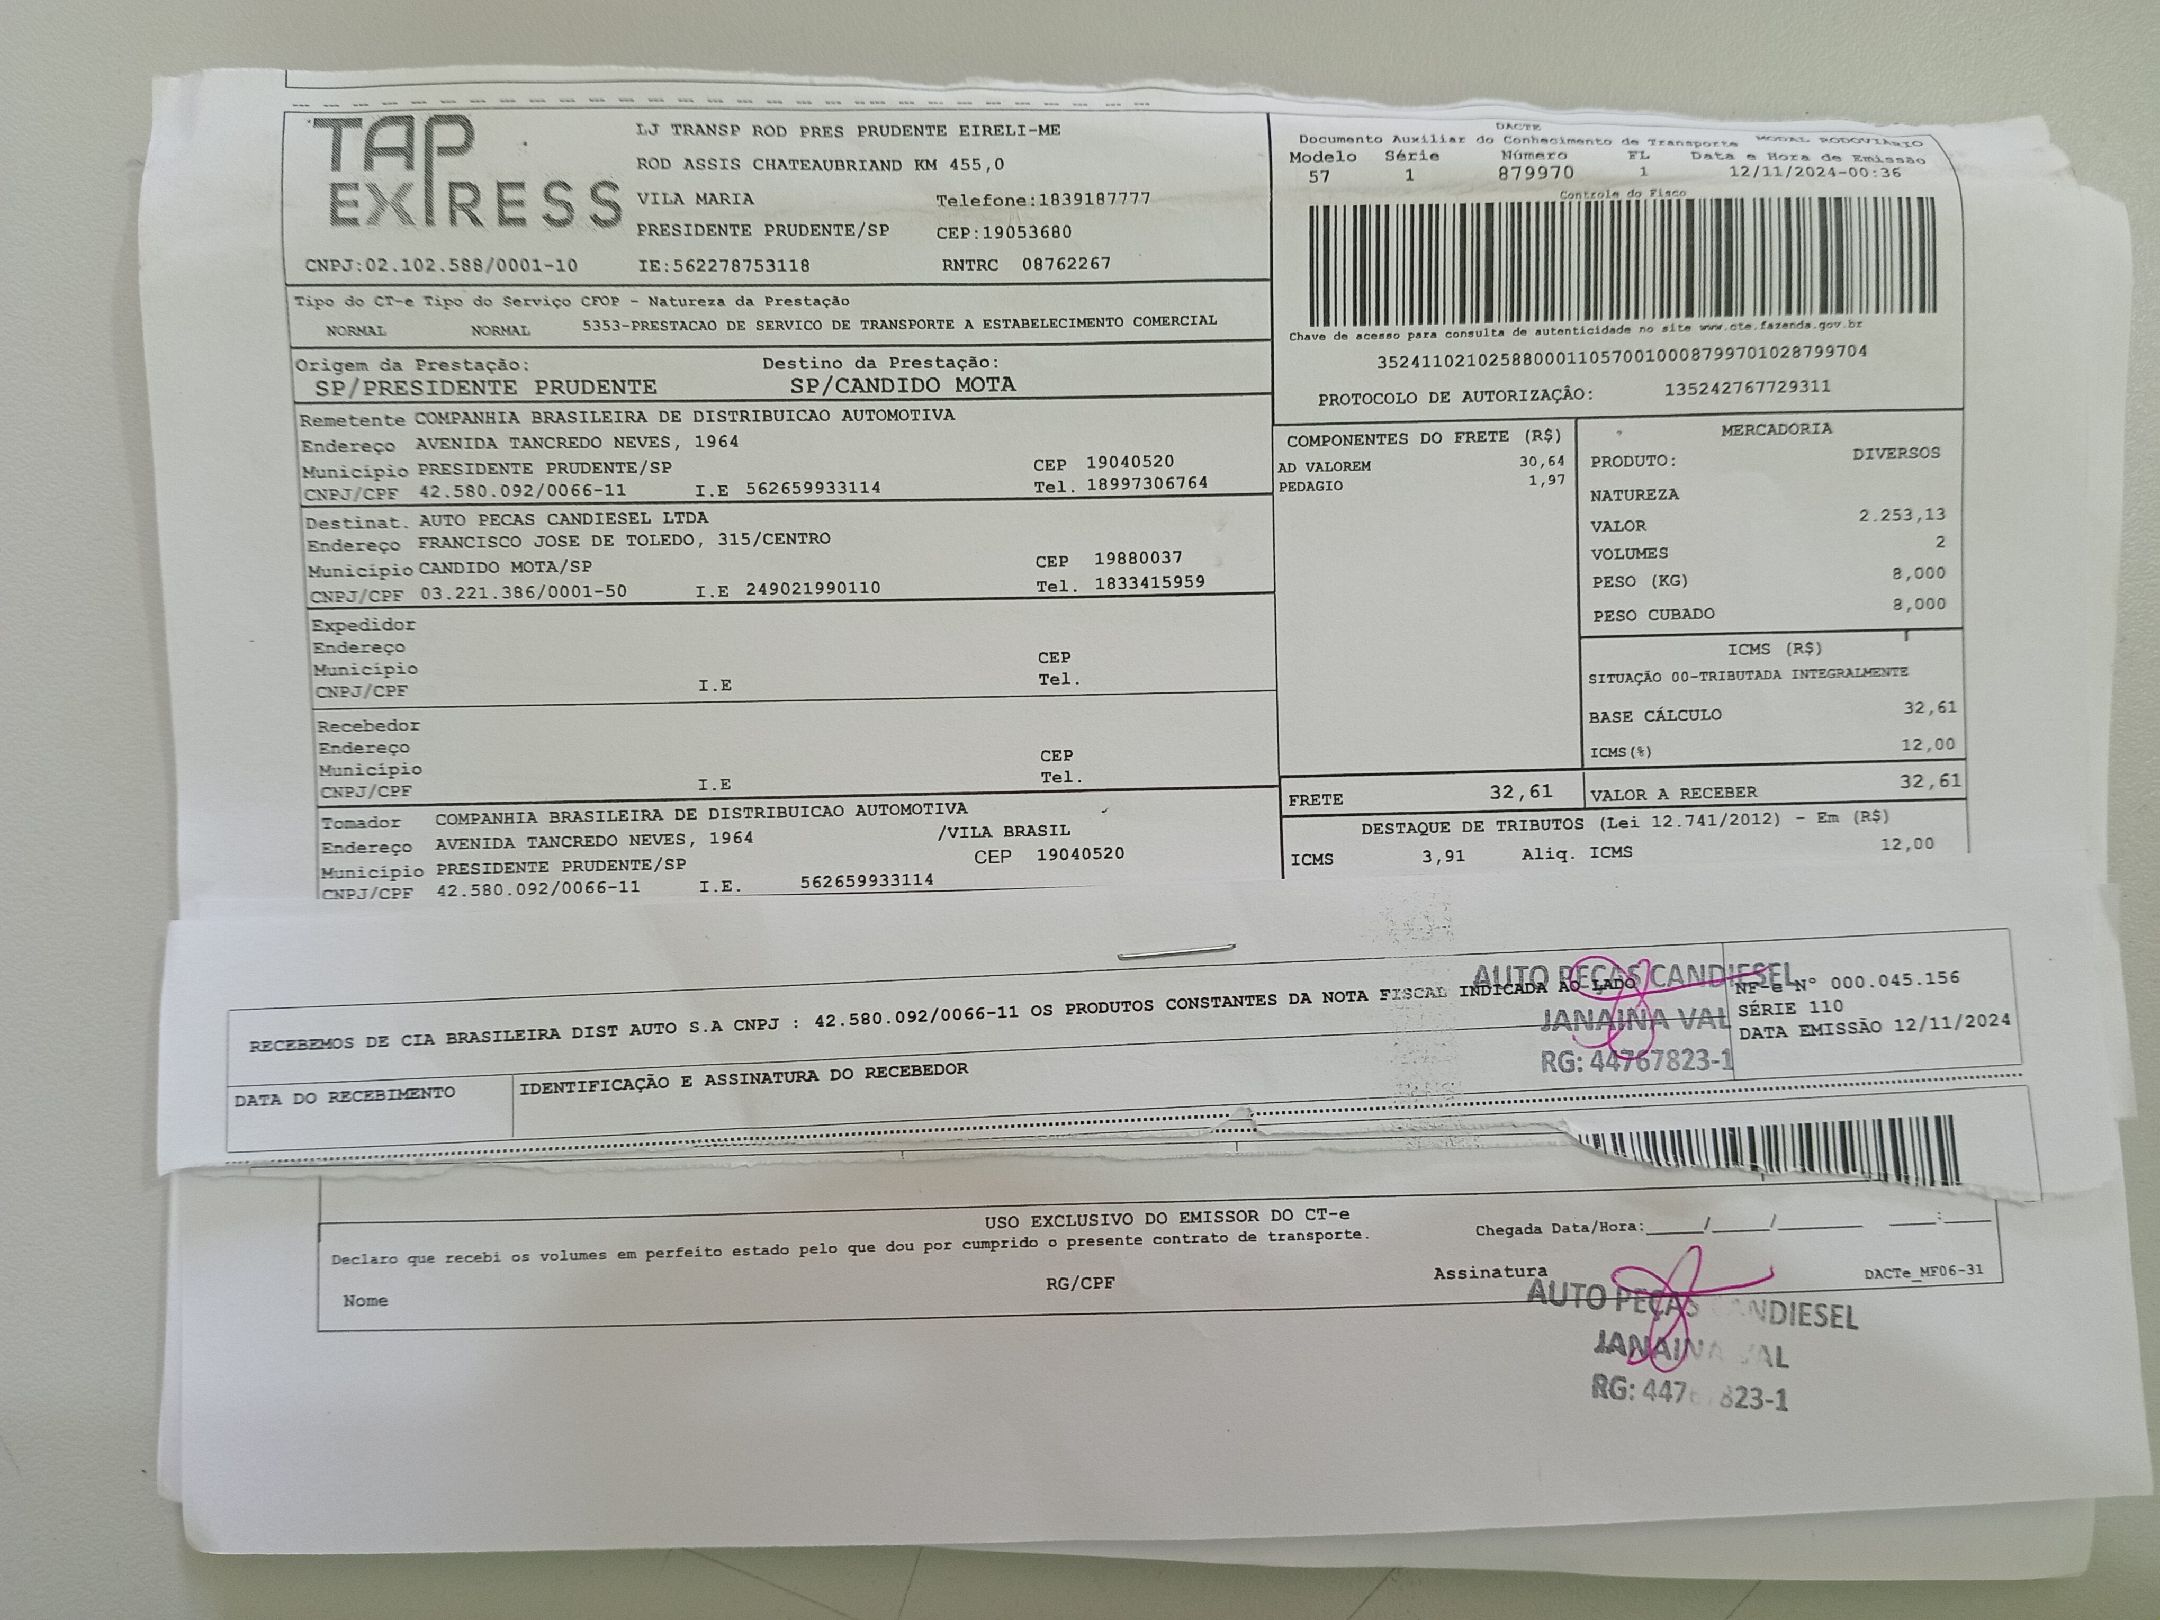 TAP
EXPRESS
LJ TRANSP ROD PRES PRUDENTE EIRELI-ME
ROD ASSIS CHATEAUBRIAND KM 455,0
VILA MARIA Telefone:1839187777
PRESIDENTE PRUDENTE/SP CEP:19053680
CNPJ:02.102.588/0001-10 IE:562278753118 RNTRC 08762267
DACTE
Documento Auxiliar do Conhecimento de Transporte MODAL RODOVIÁRIO
Modelo Série Número FL Data e Hora de Emissão
57 1 879970 1 12/11/2024-00:36
Controle do Fisco
Chave de acesso para consulta de autenticidade no site www.cte.fazenda.gov.br
35241102102588000110570010008799701028799704
PROTOCOLO DE AUTORIZAÇÃO: 135242767729311
Tipo do CT-e Tipo do Serviço CFOP - Natureza da Prestação
NORMAL NORMAL 5353-PRESTACAO DE SERVICO DE TRANSPORTE A ESTABELECIMENTO COMERCIAL
Origem da Prestação: Destino da Prestação:
SP/PRESIDENTE PRUDENTE SP/CANDIDO MOTA
Remetente COMPANHIA BRASILEIRA DE DISTRIBUICAO AUTOMOTIVA
Endereço AVENIDA TANCREDO NEVES, 1964
Município PRESIDENTE PRUDENTE/SP CEP 19040520
CNPJ/CPF 42.580.092/0066-11 I.E 562659933114 Tel. 18997306764
Destinat. AUTO PECAS CANDIESEL LTDA
Endereço FRANCISCO JOSE DE TOLEDO, 315/CENTRO
Município CANDIDO MOTA/SP CEP 19880037
CNPJ/CPF 03.221.386/0001-50 I.E 249021990110 Tel. 1833415959
Expedidor
Endereço
Município CEP
CNPJ/CPF I.E Tel.
Recebedor
Endereço
Município CEP
CNPJ/CPF I.E Tel.
Tomador COMPANHIA BRASILEIRA DE DISTRIBUICAO AUTOMOTIVA
Endereço AVENIDA TANCREDO NEVES, 1964 /VILA BRASIL
Município PRESIDENTE PRUDENTE/SP CEP 19040520
CNPJ/CPF 42.580.092/0066-11 I.E. 562659933114
COMPONENTES DO FRETE (R$)
AD VALOREM 30,64
PEDAGIO 1,97
MERCADORIA
PRODUTO: DIVERSOS
NATUREZA
VALOR 2.253,13
VOLUMES 2
PESO (KG) 8,000
PESO CUBADO 8,000
ICMS (R$)
SITUAÇÃO 00-TRIBUTADA INTEGRALMENTE
BASE CÁLCULO 32,61
ICMS(%) 12,00
FRETE 32,61 VALOR A RECEBER 32,61
DESTAQUE DE TRIBUTOS (Lei 12.741/2012) - Em (R$)
ICMS 3,91 Aliq. ICMS 12,00
RECEBEMOS DE CIA BRASILEIRA DIST AUTO S.A CNPJ : 42.580.092/0066-11 OS PRODUTOS CONSTANTES DA NOTA FISCAL INDICADA AO LADO
DATA DO RECEBIMENTO IDENTIFICAÇÃO E ASSINATURA DO RECEBEDOR
NF-e Nº 000.045.156
SÉRIE 110
DATA EMISSÃO 12/11/2024
AUTO PEÇAS CANDIESEL
JANAINA VAL
RG: 44767823-1
USO EXCLUSIVO DO EMISSOR DO CT-e
Declaro que recebi os volumes em perfeito estado pelo que dou por cumprido o presente contrato de transporte.
Chegada Data/Hora:_____/_____/_______ ____:____
Nome RG/CPF Assinatura DACTe_MF06-31
AUTO PEÇAS CANDIESEL
JANAINA VAL
RG: 447 823-1